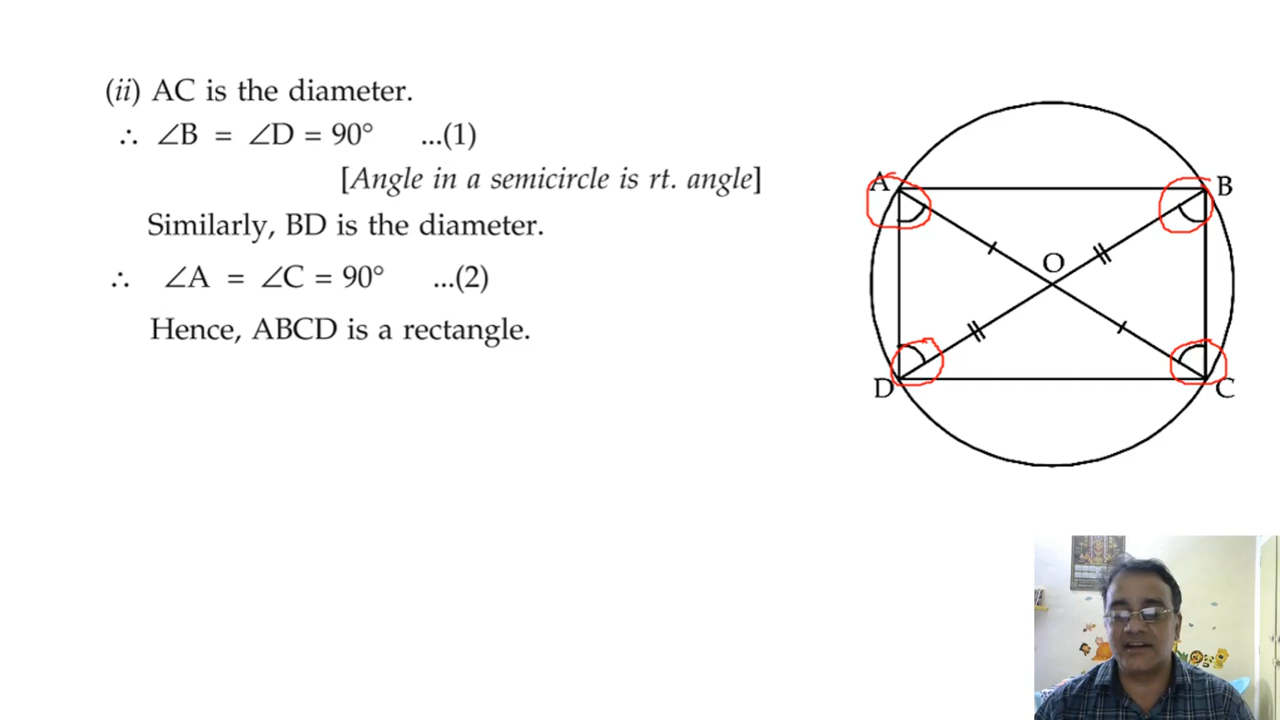 (ii) AC is the diameter.
∴ ∠B = ∠D = 90° ...(1)
[Angle in a semicircle is rt. angle]
Similarly, BD is the diameter.
∴ ∠A = ∠C = 90° ...(2)
Hence, ABCD is a rectangle.
A
B
O
D
C